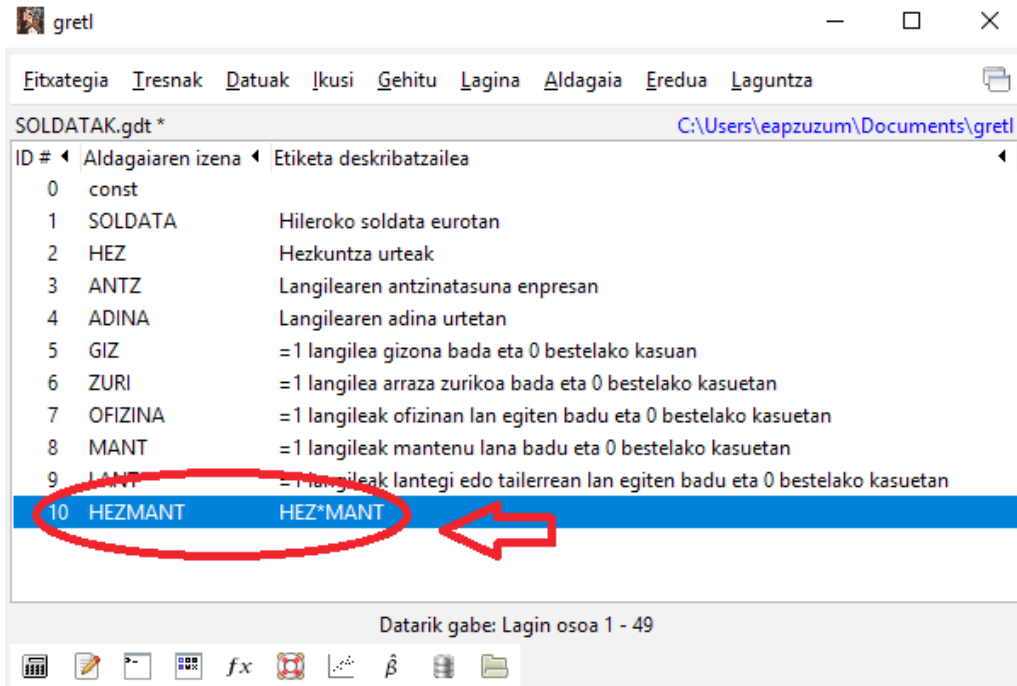 gretl
Fitxategia Tresnak Datuak Ikusi Gehitu Lagina Aldagaia Eredua Laguntza
SOLDATAK.gdt * C:\Users\eapzuzum\Documents\gretl
ID # Aldagaiaren izena Etiketa deskribatzailea
0 const
1 SOLDATA Hileroko soldata eurotan
2 HEZ Hezkuntza urteak
3 ANTZ Langilearen antzinatasuna enpresan
4 ADINA Langilearen adina urtetan
5 GIZ =1 langilea gizona bada eta 0 bestelako kasuan
6 ZURI =1 langilea arraza zurikoa bada eta 0 bestelako kasuetan
7 OFIZINA =1 langileak ofizinan lan egiten badu eta 0 bestelako kasuetan
8 MANT =1 langileak mantenu lana badu eta 0 bestelako kasuetan
9 =1 langileak lantegi edo tailerrean lan egiten badu eta 0 bestelako kasuetan
10 HEZMANT HEZ*MANT
Datarik gabe: Lagin osoa 1 - 49
fx β̂